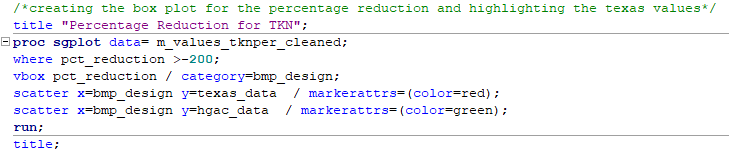 /*creating the box plot for the percentage reduction and highlighting the texas values*/
title "Percentage Reduction for TKN";
proc sgplot data= m_values_tknper_cleaned;
where pct_reduction >-200;
vbox pct_reduction / category=bmp_design;
scatter x=bmp_design y=texas_data  / markerattrs=(color=red);
scatter x=bmp_design y=hgac_data  / markerattrs=(color=green);
run;
title;